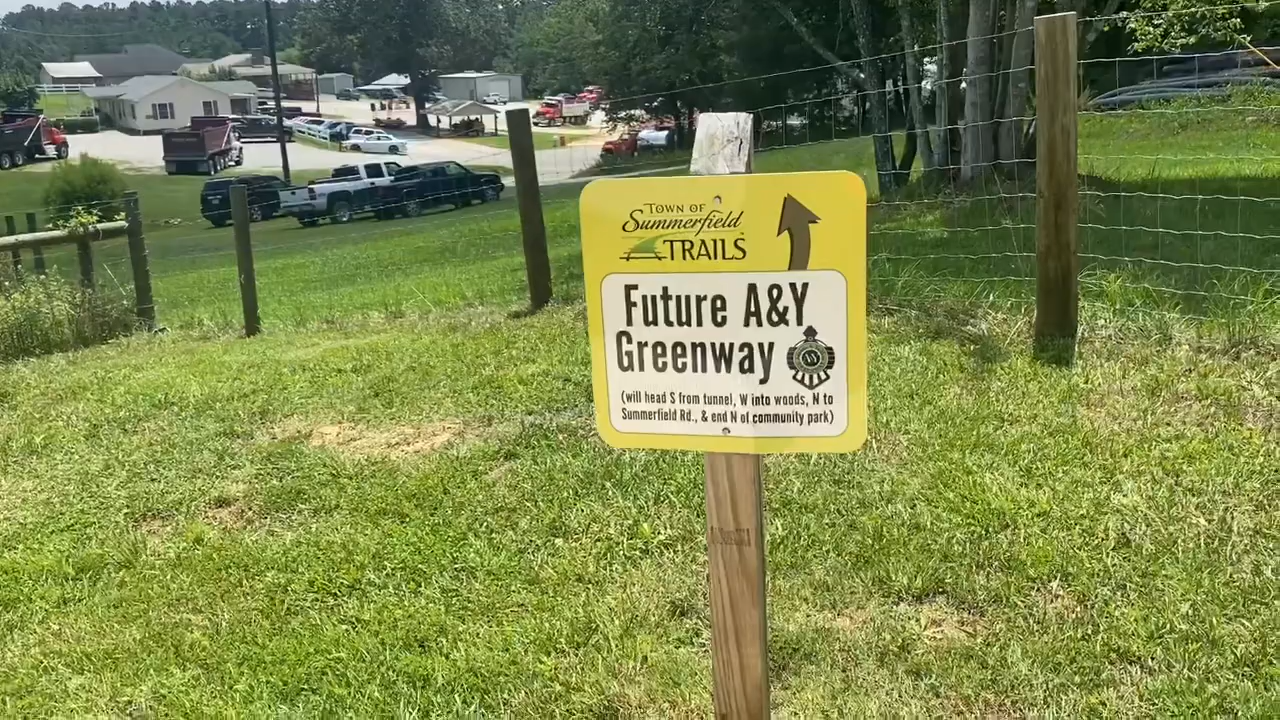 TOWN OF
Summerfield
TRAILS
Future A&Y
Greenway
(will head S from tunnel, W into woods, N to
Summerfield Rd., & end N of community park)